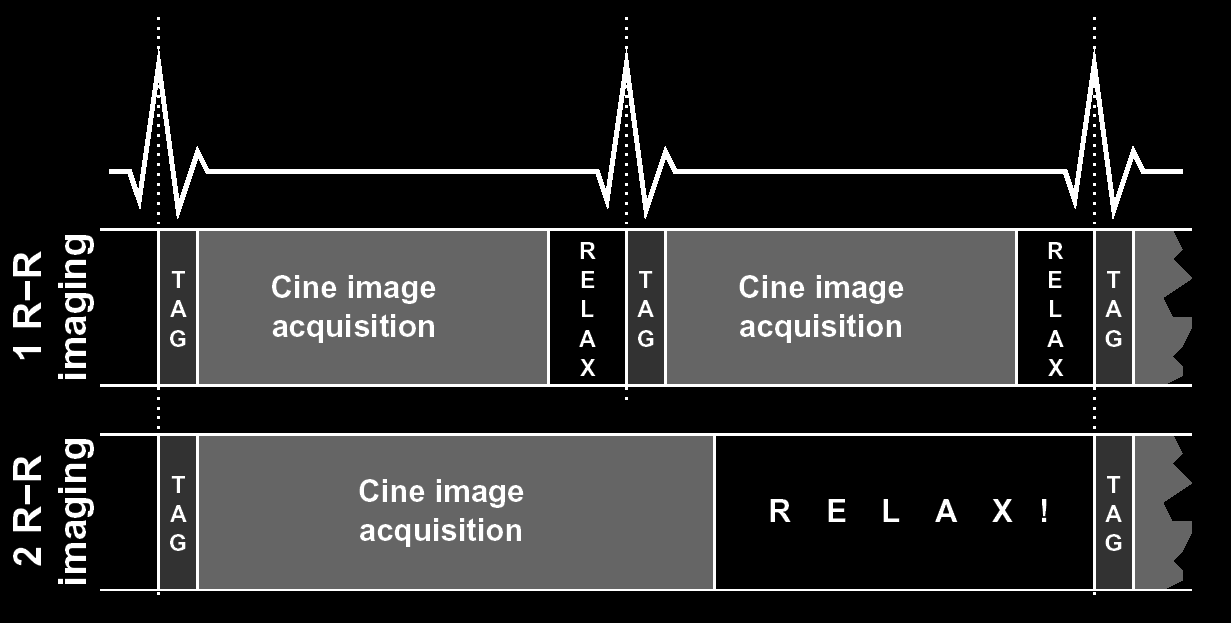 1 R–R
imaging
TAG
Cine image
acquisition
RELAX
TAG
Cine image
acquisition
RELAX
TAG
2 R–R
imaging
TAG
Cine image
acquisition
R E L A X !
TAG